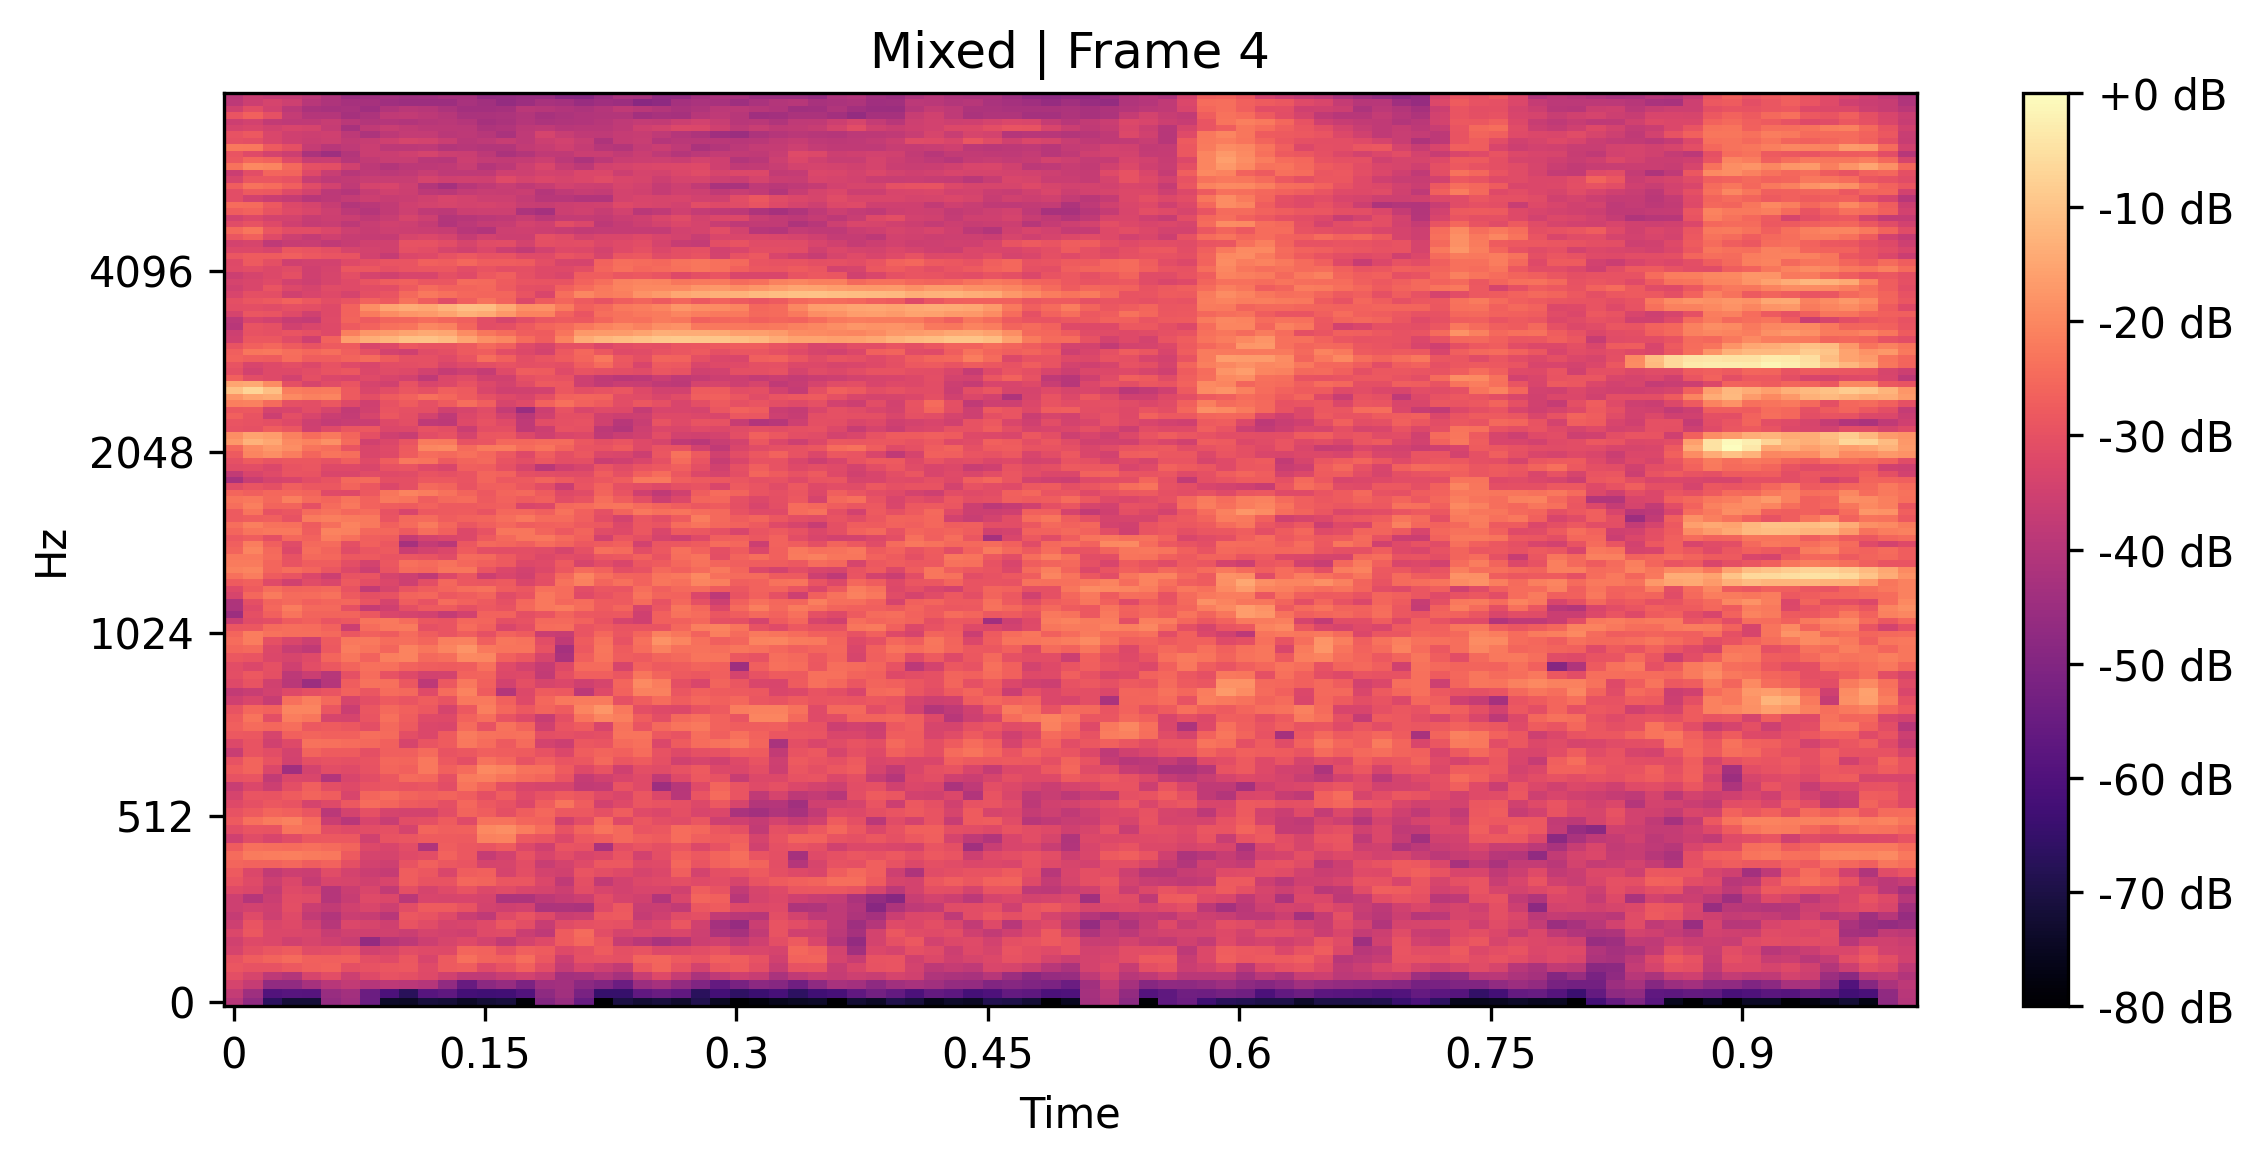 Mixed | Frame 4
+0 dB
-10 dB
-20 dB
-30 dB
-40 dB
-50 dB
-60 dB
-70 dB
-80 dB
Hz
4096
2048
1024
512
0
0 0.15 0.3 0.45 0.6 0.75 0.9
Time